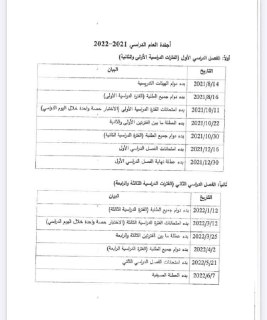 أجندة العام الدراسي 2021-2022
أولاً: الفصل الدراسي الأول (الفترات الدراسية الأولى والثانية)
التاريخ البيان
2021/8/14 بدء دوام الهيئات التدريسية
2021/8/16 بدء دوام جميع الطلبة (الفترة الدراسية الأولى)
2021/10/11 بدء امتحانات الفترة الدراسية الأولى (الاختبار حصة واحدة خلال اليوم الدراسي)
2021/10/22 بدء العطلة ما بين الفترتين الأولى والثانية
2021/10/30 بدء دوام جميع الطلبة (الفترة الدراسية الثانية)
2021/12/15 بدء امتحانات الفصل الدراسي الأول
2021/12/30 بدء عطلة نهاية الفصل الدراسي الأول
ثانياً: الفصل الدراسي الثاني (الفترات الدراسية الثالثة والرابعة)
التاريخ البيان
2022/1/12 بدء دوام جميع الطلبة (الفترة الدراسية الثالثة)
2022/3/12 بدء امتحانات الفترة الدراسية الثالثة (الاختبار حصة واحدة خلال اليوم الدراسي)
2022/3/25 بدء عطلة ما بين الفترتين الثالثة والرابعة
2022/4/2 بدء دوام جميع الطلبة (الفترة الدراسية الرابعة)
2022/5/21 بدء امتحانات الفصل الدراسي الثاني
2022/6/7 بدء العطلة الصيفية